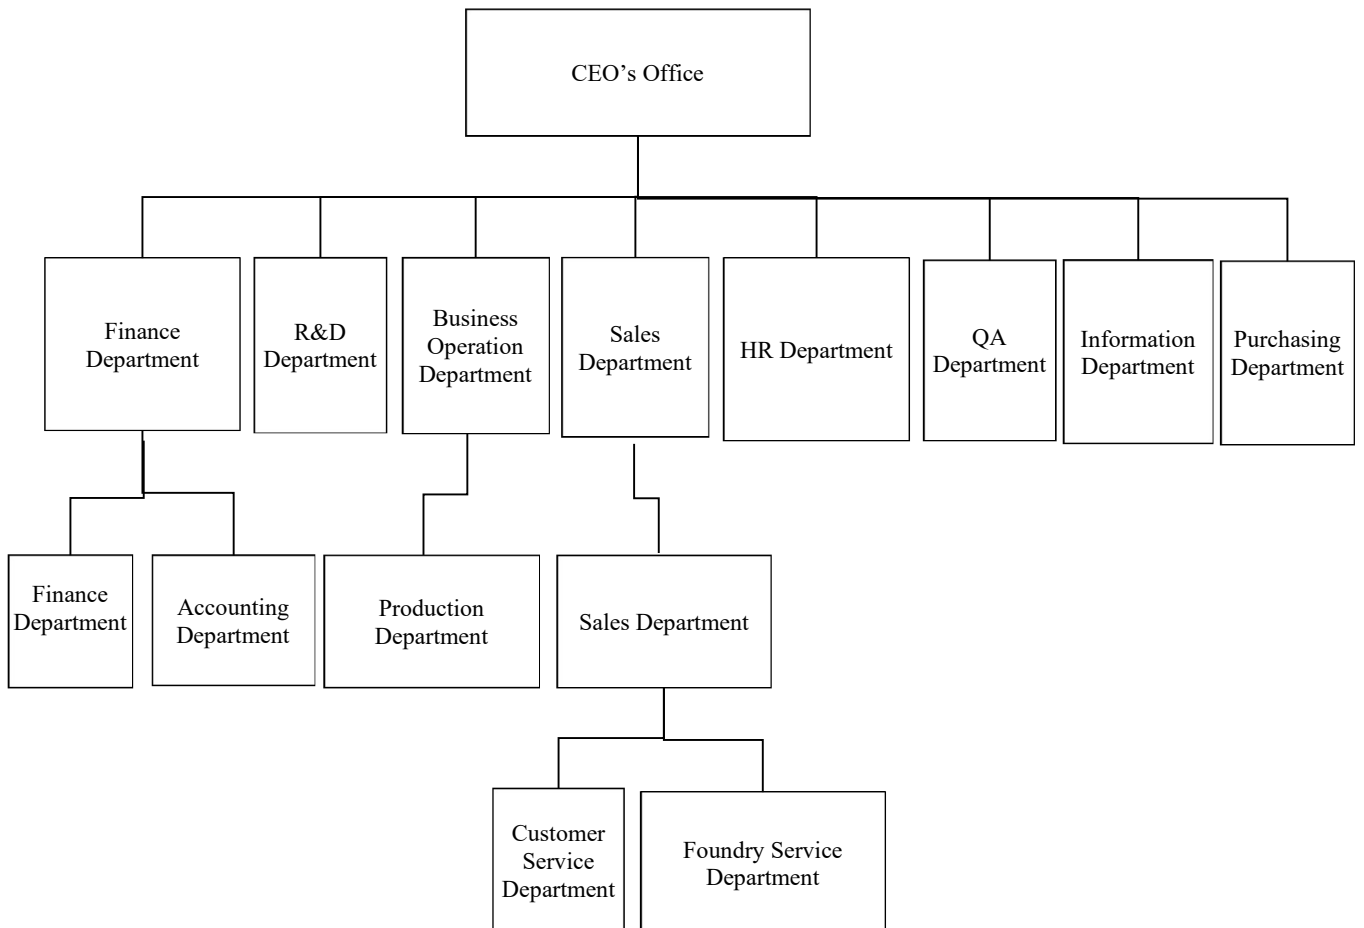 CEO’s Office
Finance
Department
R&D
Department
Business
Operation
Department
Sales
Department
HR Department
QA
Department
Information
Department
Purchasing
Department
Finance
Department
Accounting
Department
Production
Department
Sales Department
Customer
Service
Department
Foundry Service
Department